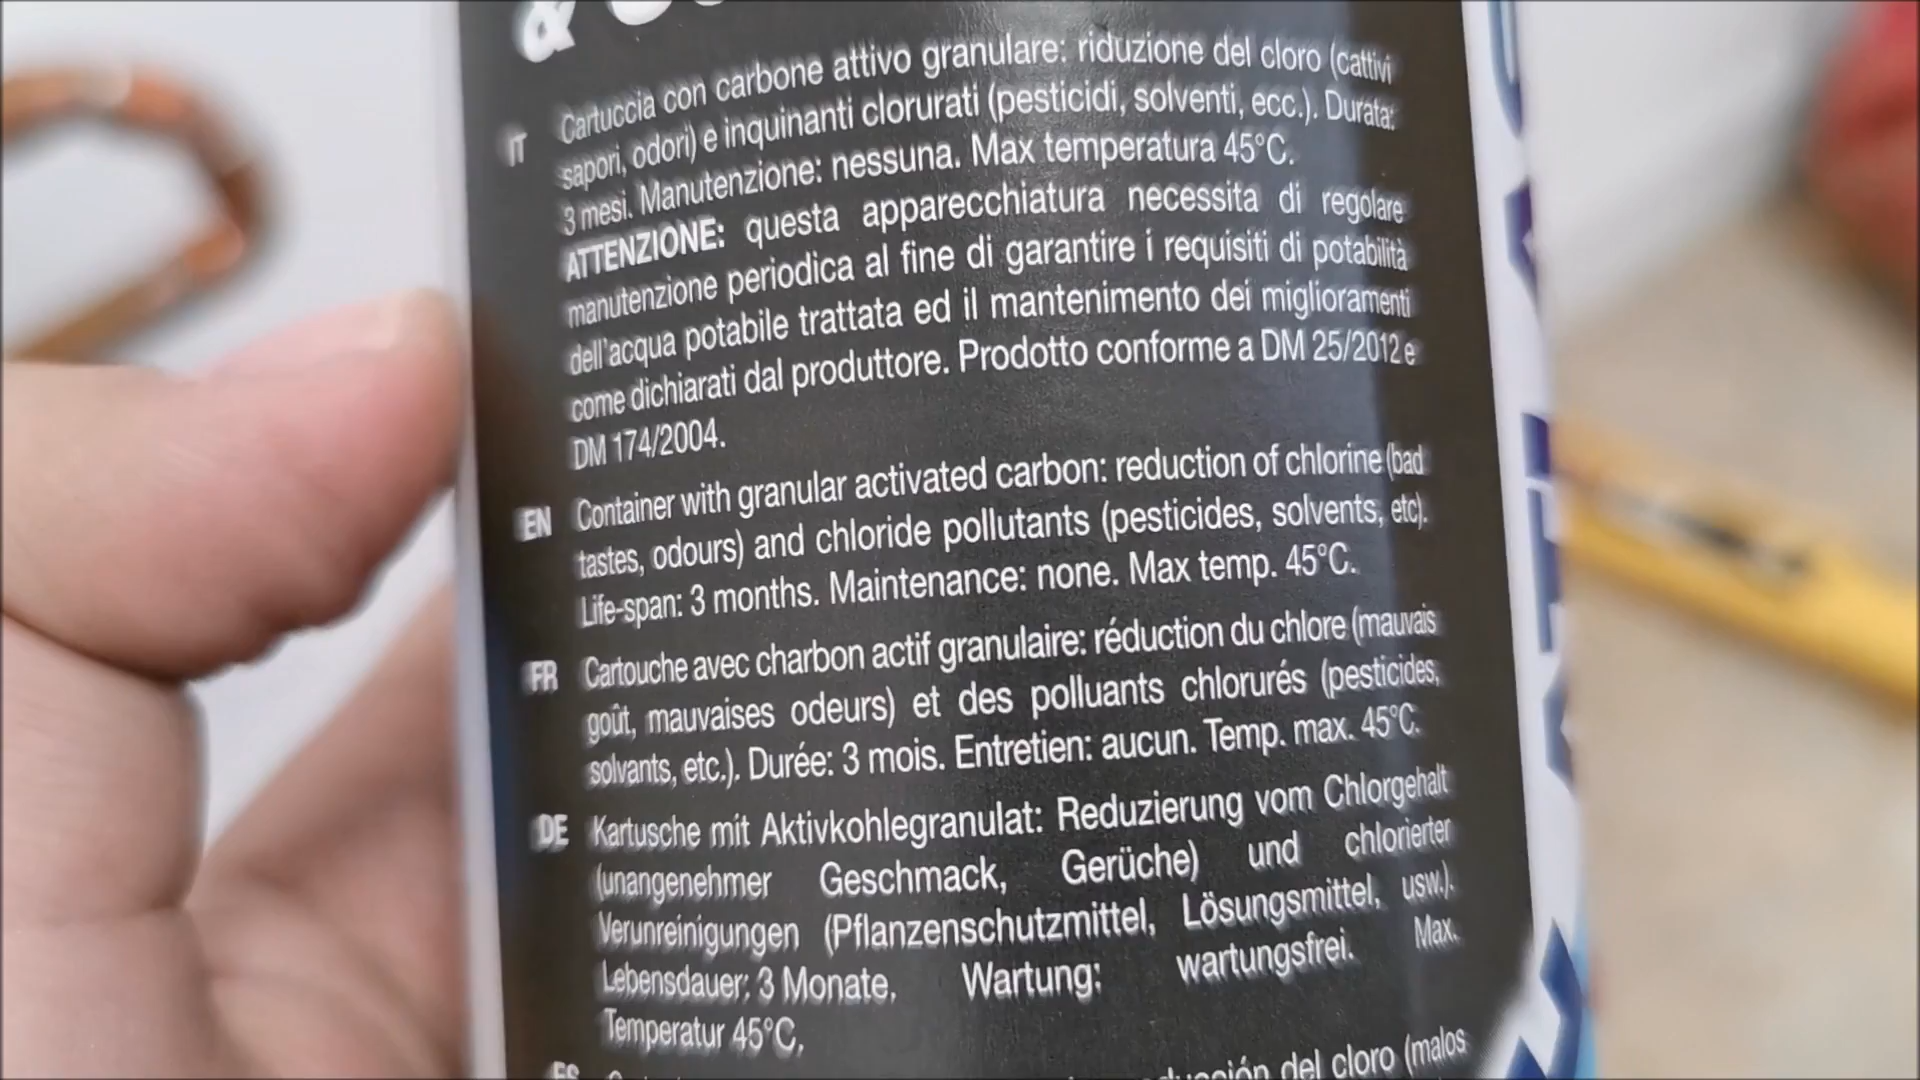 &
IT Cartuccia con carbone attivo granulare: riduzione del cloro (cattivi
sapori, odori) e inquinanti clorurati (pesticidi, solventi, ecc.). Durata:
3 mesi. Manutenzione: nessuna. Max temperatura 45°C.
ATTENZIONE: questa apparecchiatura necessita di regolare
manutenzione periodica al fine di garantire i requisiti di potabilità
dell'acqua potabile trattata ed il mantenimento dei miglioramenti
come dichiarati dal produttore. Prodotto conforme a DM 25/2012 e
DM 174/2004.
EN Container with granular activated carbon: reduction of chlorine (bad
tastes, odours) and chloride pollutants (pesticides, solvents, etc).
Life-span: 3 months. Maintenance: none. Max temp. 45°C.
FR Cartouche avec charbon actif granulaire: réduction du chlore (mauvais
goût, mauvaises odeurs) et des polluants chlorurés (pesticides,
solvants, etc.). Durée: 3 mois. Entretien: aucun. Temp. max. 45°C.
DE Kartusche mit Aktivkohlegranulat: Reduzierung vom Chlorgehalt
(unangenehmer Geschmack, Gerüche) und chlorierter
Verunreinigungen (Pflanzenschutzmittel, Lösungsmittel, usw.).
Lebensdauer: 3 Monate. Wartung: wartungsfrei. Max.
Temperatur 45°C.
ES del cloro (malos